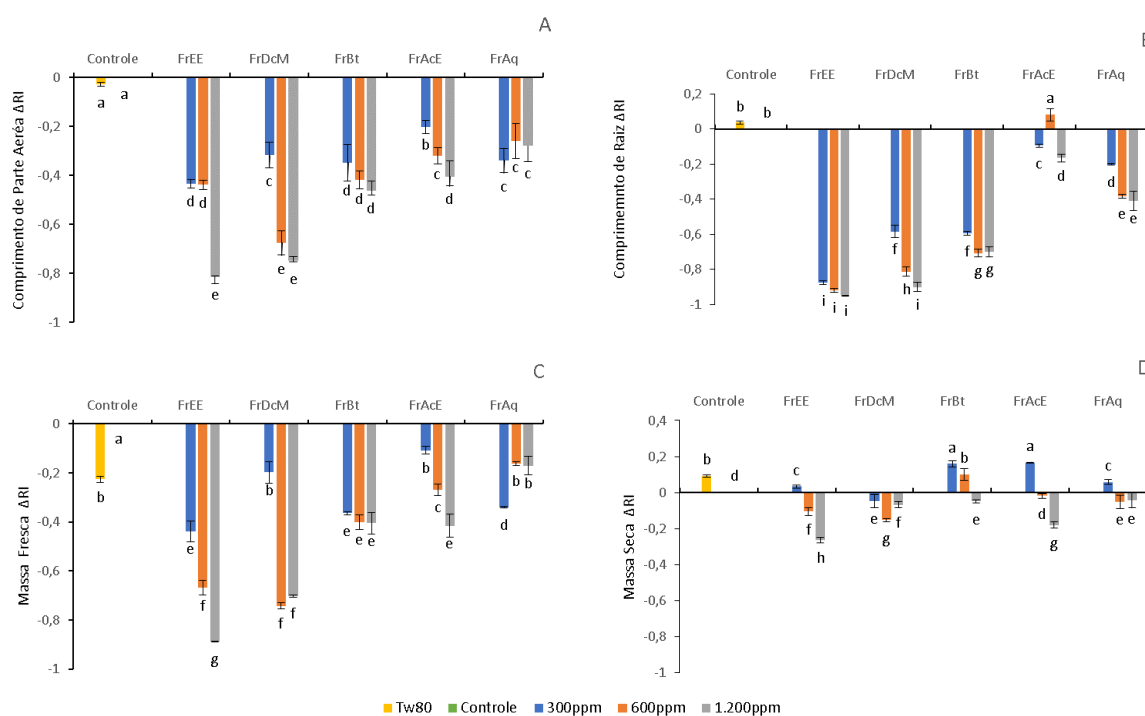 A
Controle FrEE FrDcM FrBt FrAcE FrAq
0
-0,2
-0,4
-0,6
-0,8
-1
Comprimento de Parte Aeréa ΔRI
a a d d e c e e d d d b c d c c c
Controle FrEE FrDcM FrBt FrAcE FrAq
0,2
0
-0,2
-0,4
-0,6
-0,8
-1
Comprimemnto de Raiz ΔRI
b b i i i f h i f g g c a d d e e
C
Controle FrEE FrDcM FrBt FrAcE FrAq
0
-0,2
-0,4
-0,6
-0,8
-1
Massa Fresca ΔRI
b a e f g b f f e e e b c e d b b
Controle FrEE FrDcM FrBt FrAcE FrAq
0,4
0,2
0
-0,2
-0,4
-0,6
-0,8
-1
Massa Seca ΔRI
b d c f h e g f a b e a d g c e e
Tw80 Controle 300ppm 600ppm 1.200ppm